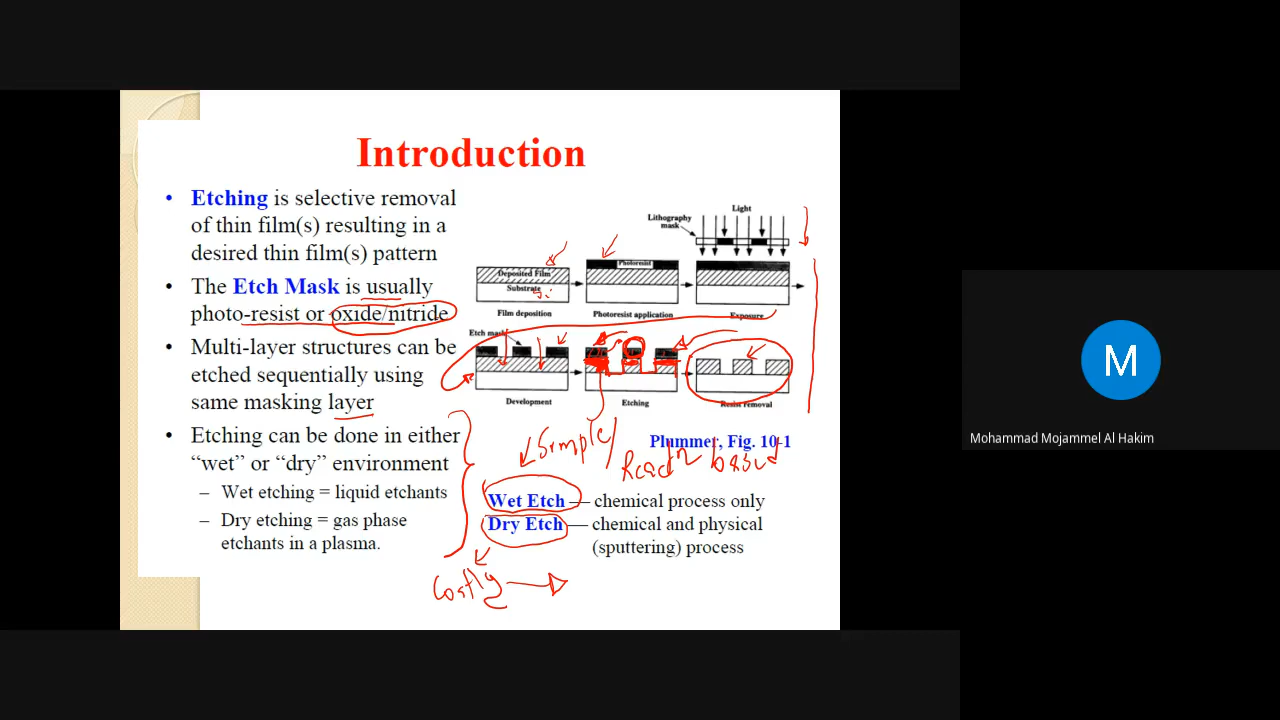 Introduction
• Etching is selective removal
of thin film(s) resulting in a
desired thin film(s) pattern
• The Etch Mask is usually
photo-resist or oxide/nitride
• Multi-layer structures can be
etched sequentially using
same masking layer
• Etching can be done in either
“wet” or “dry” environment
– Wet etching = liquid etchants
– Dry etching = gas phase
etchants in a plasma.
Light
Lithography
mask
Deposited Film
Substrate
Si
Film deposition
Photoresist
Photoresist application
Exposure
Etch mask
Development
Etching
Resist removal
Plummer, Fig. 10-1
Simple/
Reactn based
Wet Etch — chemical process only
Dry Etch — chemical and physical
(sputtering) process
Costly
M
Mohammad Mojammel Al Hakim